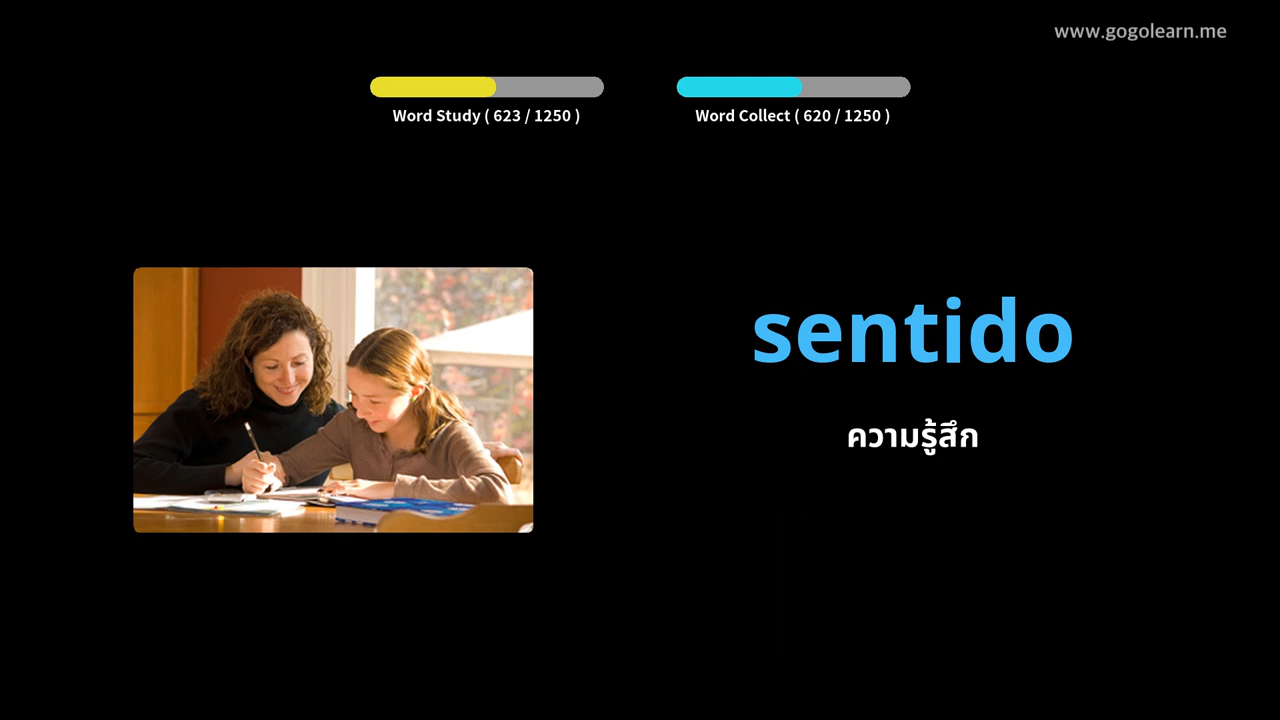 www.gogolearn.me
Word Study ( 623 / 1250 )
Word Collect ( 620 / 1250 )
sentido
ความรู้สึก